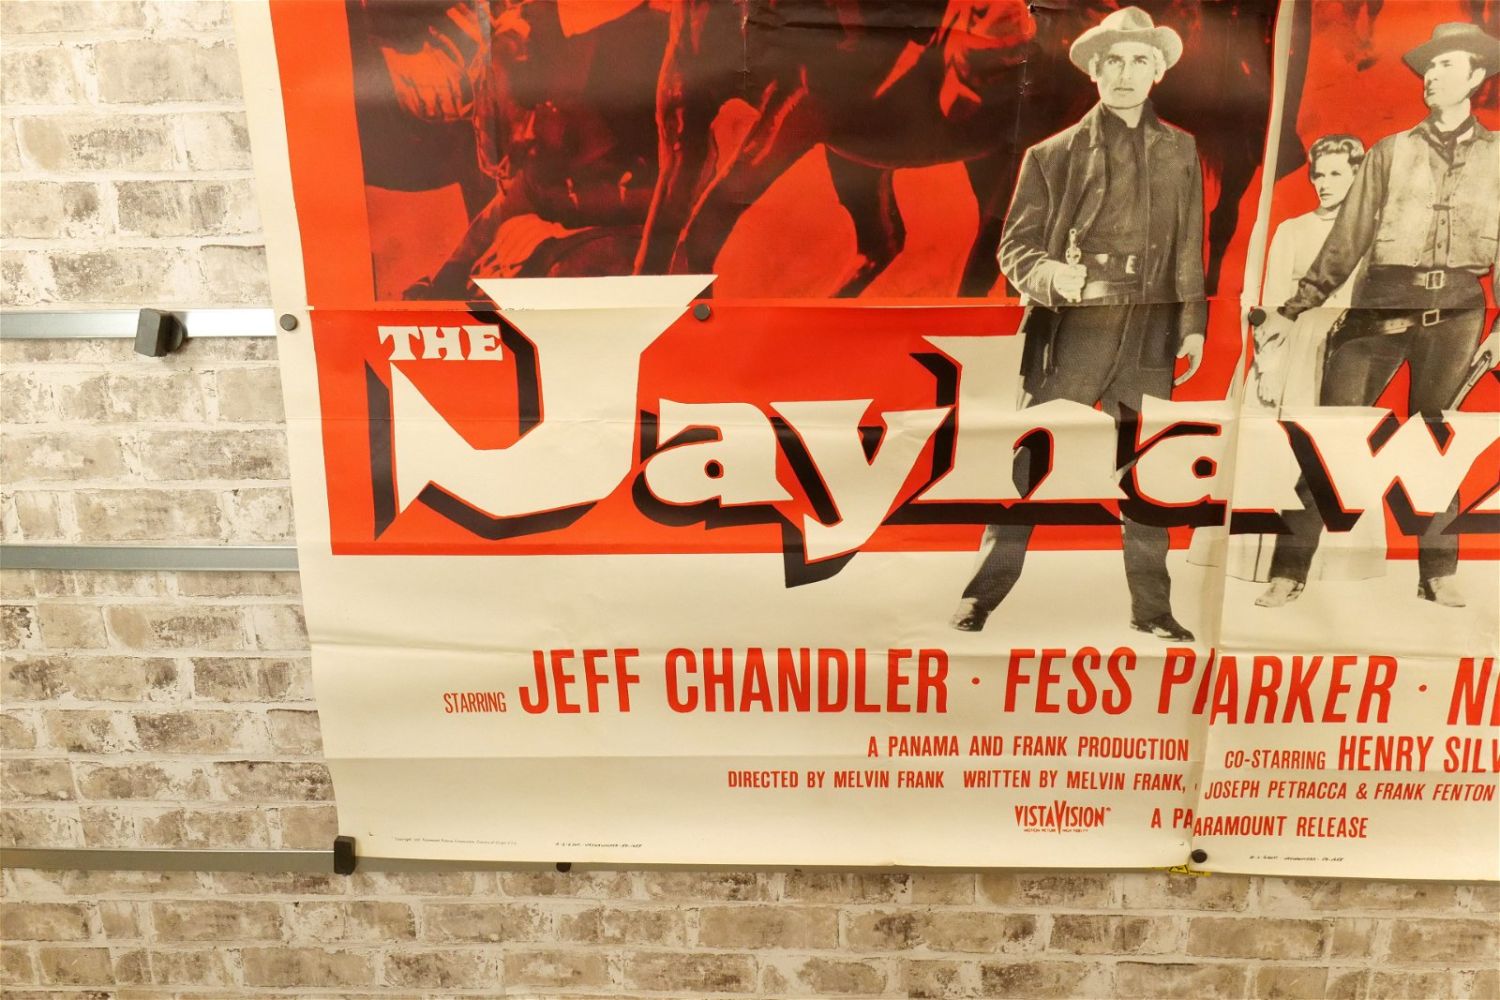 THE
Jayhaw
STARRING JEFF CHANDLER · FESS PARKER ·
A PANAMA AND FRANK PRODUCTION CO-STARRING HENRY SILV
DIRECTED BY MELVIN FRANK WRITTEN BY MELVIN FRANK, JOSEPH PETRACCA & FRANK FENTON
VISTAVISION A PARAMOUNT RELEASE